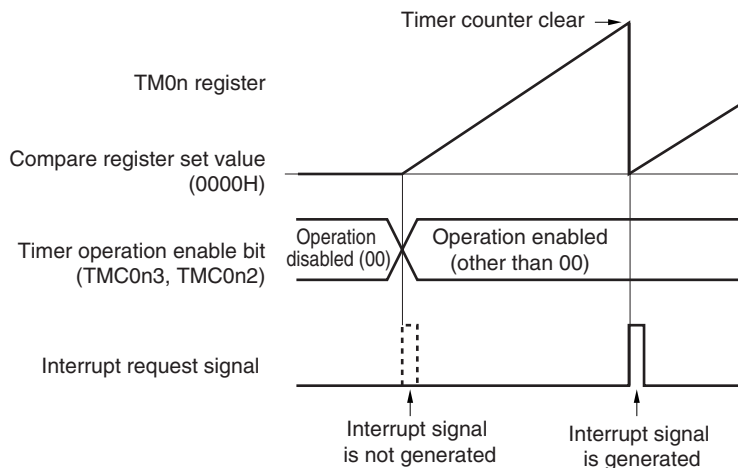 Timer counter clear
TM0n register
Compare register set value
(0000H)
Timer operation enable bit
(TMC0n3, TMC0n2)
Operation
disabled (00)
Operation enabled
(other than 00)
Interrupt request signal
Interrupt signal
is not generated
Interrupt signal
is generated